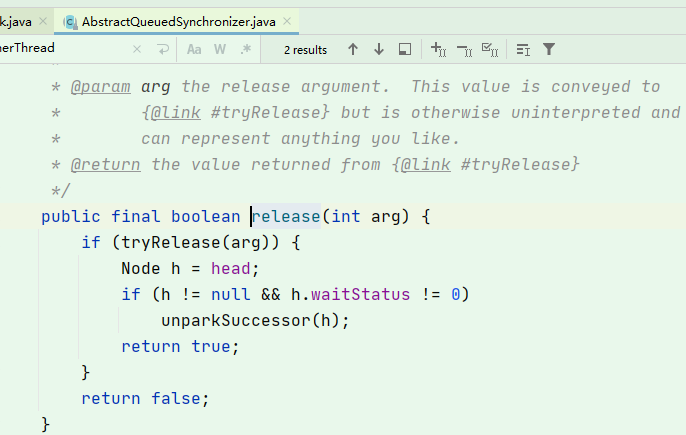 k.java AbstractQueuedSynchronizer.java
nerThread Aa W .* 2 results
*
* @param arg the release argument.  This value is conveyed to
*        {@link #tryRelease} but is otherwise uninterpreted and
*        can represent anything you like.
* @return the value returned from {@link #tryRelease}
*/
public final boolean release(int arg) {
if (tryRelease(arg)) {
Node h = head;
if (h != null && h.waitStatus != 0)
unparkSuccessor(h);
return true;
}
return false;
}